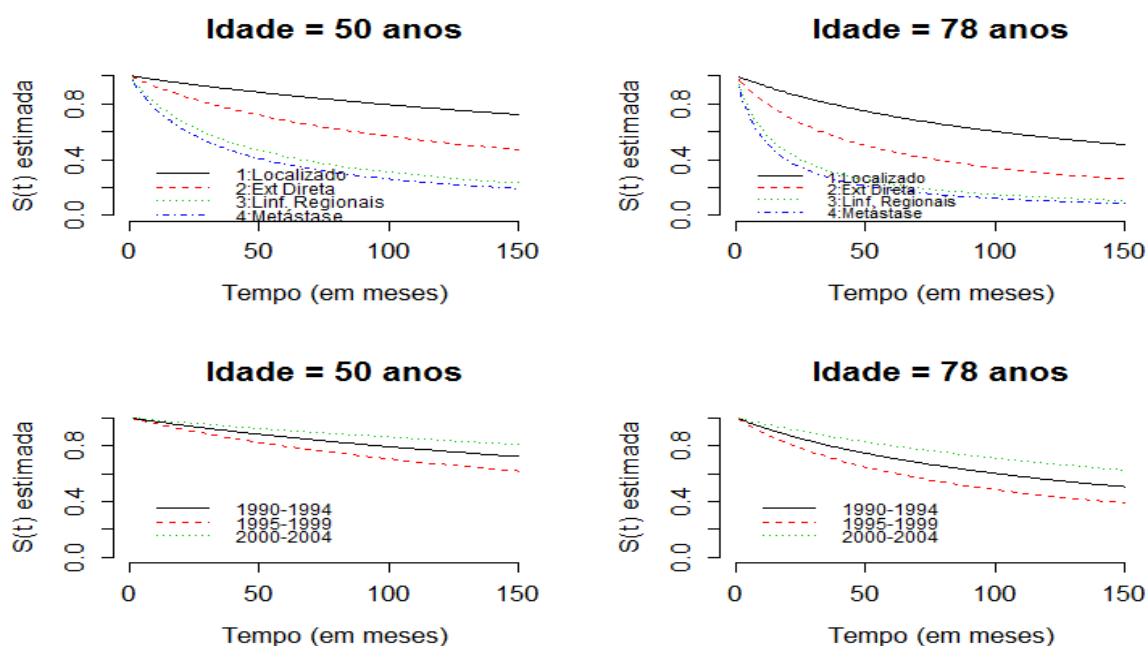 Idade = 50 anos
S(t) estimada
0.0 0.4 0.8
1:Localizado
2:Ext Direta
3:Linf. Regionais
4:Metástase
0 50 100 150
Tempo (em meses)
Idade = 78 anos
S(t) estimada
0.0 0.4 0.8
1:Localizado
2:Ext Direta
3:Linf. Regionais
4:Metástase
0 50 100 150
Tempo (em meses)
Idade = 50 anos
S(t) estimada
0.0 0.4 0.8
1990-1994
1995-1999
2000-2004
0 50 100 150
Tempo (em meses)
Idade = 78 anos
S(t) estimada
0.0 0.4 0.8
1990-1994
1995-1999
2000-2004
0 50 100 150
Tempo (em meses)